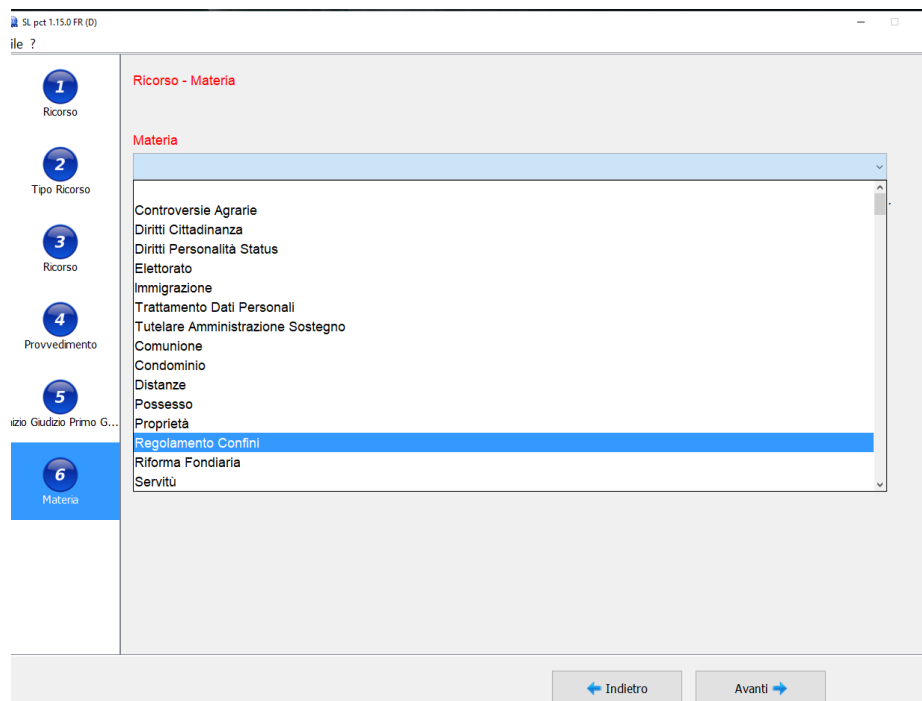 SL pct 1.15.0 FR (D)
ile ?
1
Ricorso
2
Tipo Ricorso
3
Ricorso
4
Provvedimento
5
izio Giudizio Primo G...
6
Materia
Ricorso - Materia
Materia
Controversie Agrarie
Diritti Cittadinanza
Diritti Personalità Status
Elettorato
Immigrazione
Trattamento Dati Personali
Tutelare Amministrazione Sostegno
Comunione
Condominio
Distanze
Possesso
Proprietà
Regolamento Confini
Riforma Fondiaria
Servitù
Indietro
Avanti